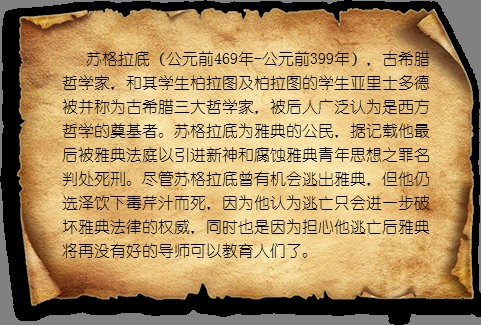 苏格拉底（公元前469年-公元前399年），古希腊
哲学家，和其学生柏拉图及柏拉图的学生亚里士多德
被并称为古希腊三大哲学家，被后人广泛认为是西方
哲学的奠基者。苏格拉底为雅典的公民，据记载他最
后被雅典法庭以引进新神和腐蚀雅典青年思想之罪名
判处死刑。尽管苏格拉底曾有机会逃出雅典，但他仍
选泽饮下毒芹汁而死，因为他认为逃亡只会进一步破
坏雅典法律的权威，同时也是因为担心他逃亡后雅典
将再没有好的导师可以教育人们了。